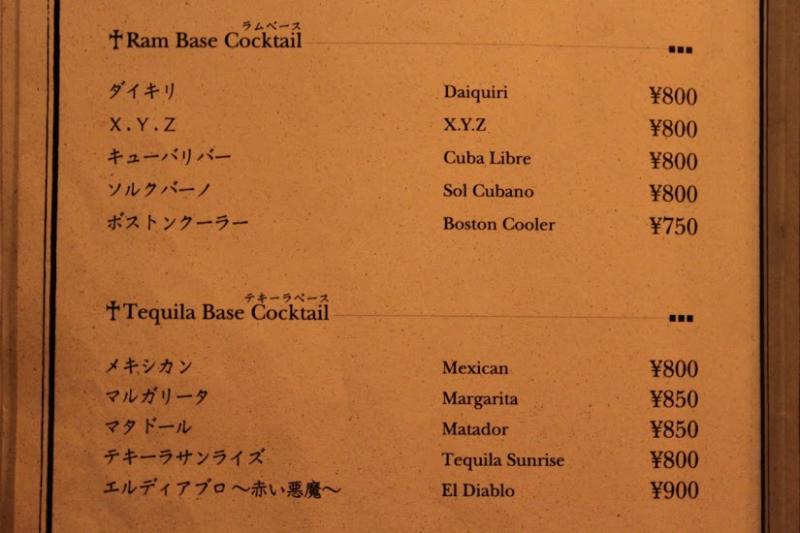 ラムベース
✝Ram Base Cocktail
ダイキリ Daiquiri ¥800
X.Y.Z X.Y.Z ¥800
キューバリバー Cuba Libre ¥800
ソルクバーノ Sol Cubano ¥800
ボストンクーラー Boston Cooler ¥750
テキーラベース
✝Tequila Base Cocktail
メキシカン Mexican ¥800
マルガリータ Margarita ¥850
マタドール Matador ¥850
テキーラサンライズ Tequila Sunrise ¥800
エルディアブロ〜赤い悪魔〜 El Diablo ¥900